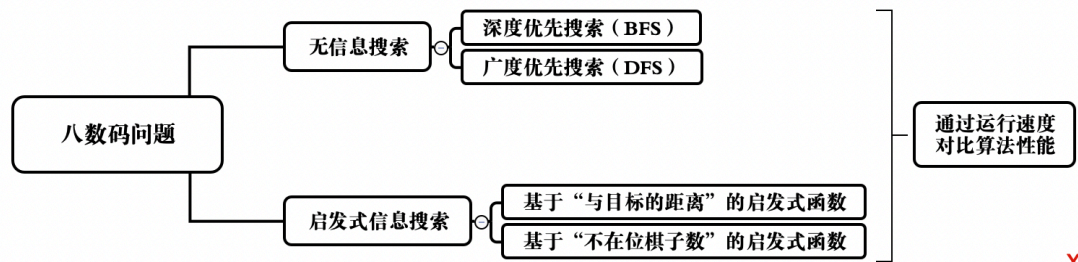 八数码问题
无信息搜索
深度优先搜索（BFS）
广度优先搜索（DFS）
启发式信息搜索
基于“与目标的距离”的启发式函数
基于“不在位棋子数”的启发式函数
通过运行速度
对比算法性能